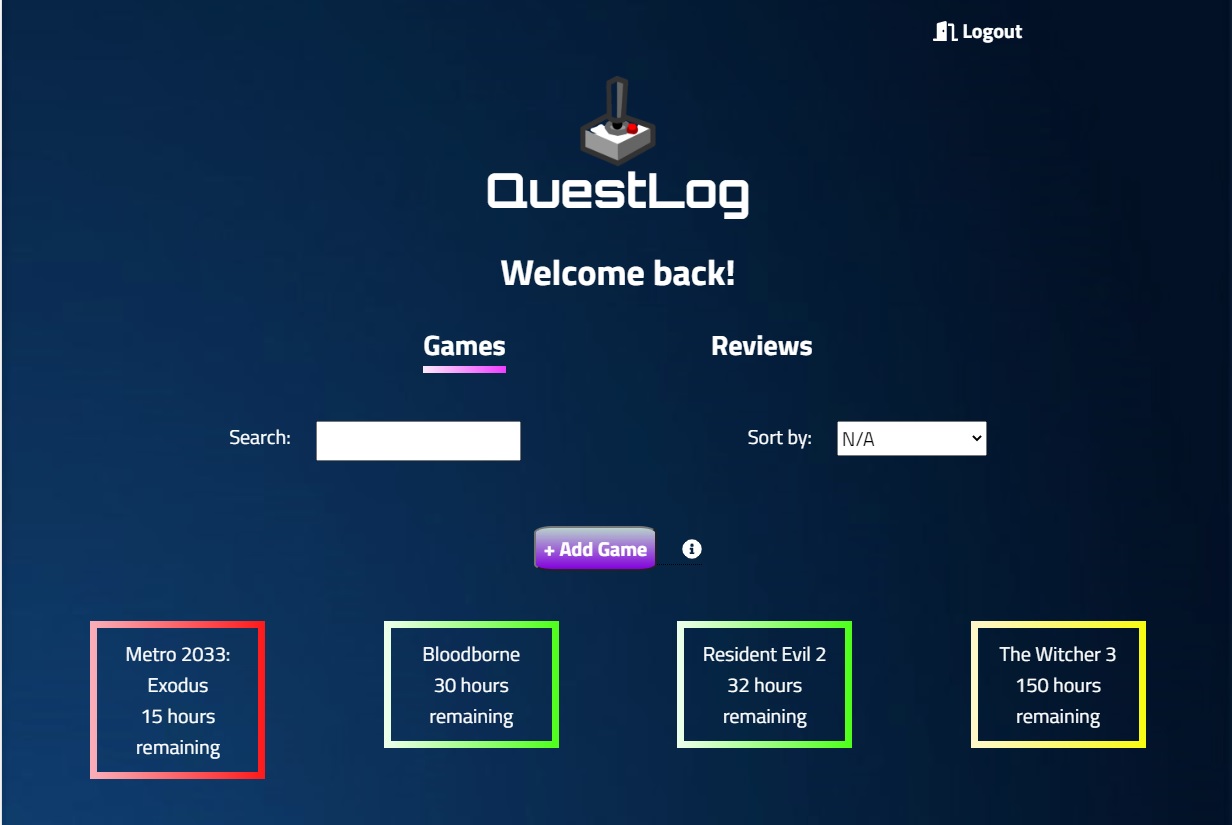 Logout
QuestLog
Welcome back!
Games Reviews
Search: Sort by: N/A
+ Add Game
Metro 2033:
Exodus
15 hours
remaining
Bloodborne
30 hours
remaining
Resident Evil 2
32 hours
remaining
The Witcher 3
150 hours
remaining